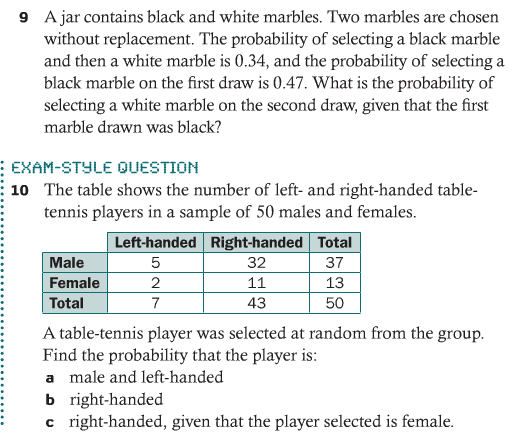 9 A jar contains black and white marbles. Two marbles are chosen
without replacement. The probability of selecting a black marble
and then a white marble is 0.34, and the probability of selecting a
black marble on the first draw is 0.47. What is the probability of
selecting a white marble on the second draw, given that the first
marble drawn was black?
EXAM-STYLE QUESTION
10 The table shows the number of left- and right-handed table-
tennis players in a sample of 50 males and females.
Left-handed Right-handed Total
Male 5 32 37
Female 2 11 13
Total 7 43 50
A table-tennis player was selected at random from the group.
Find the probability that the player is:
a male and left-handed
b right-handed
c right-handed, given that the player selected is female.